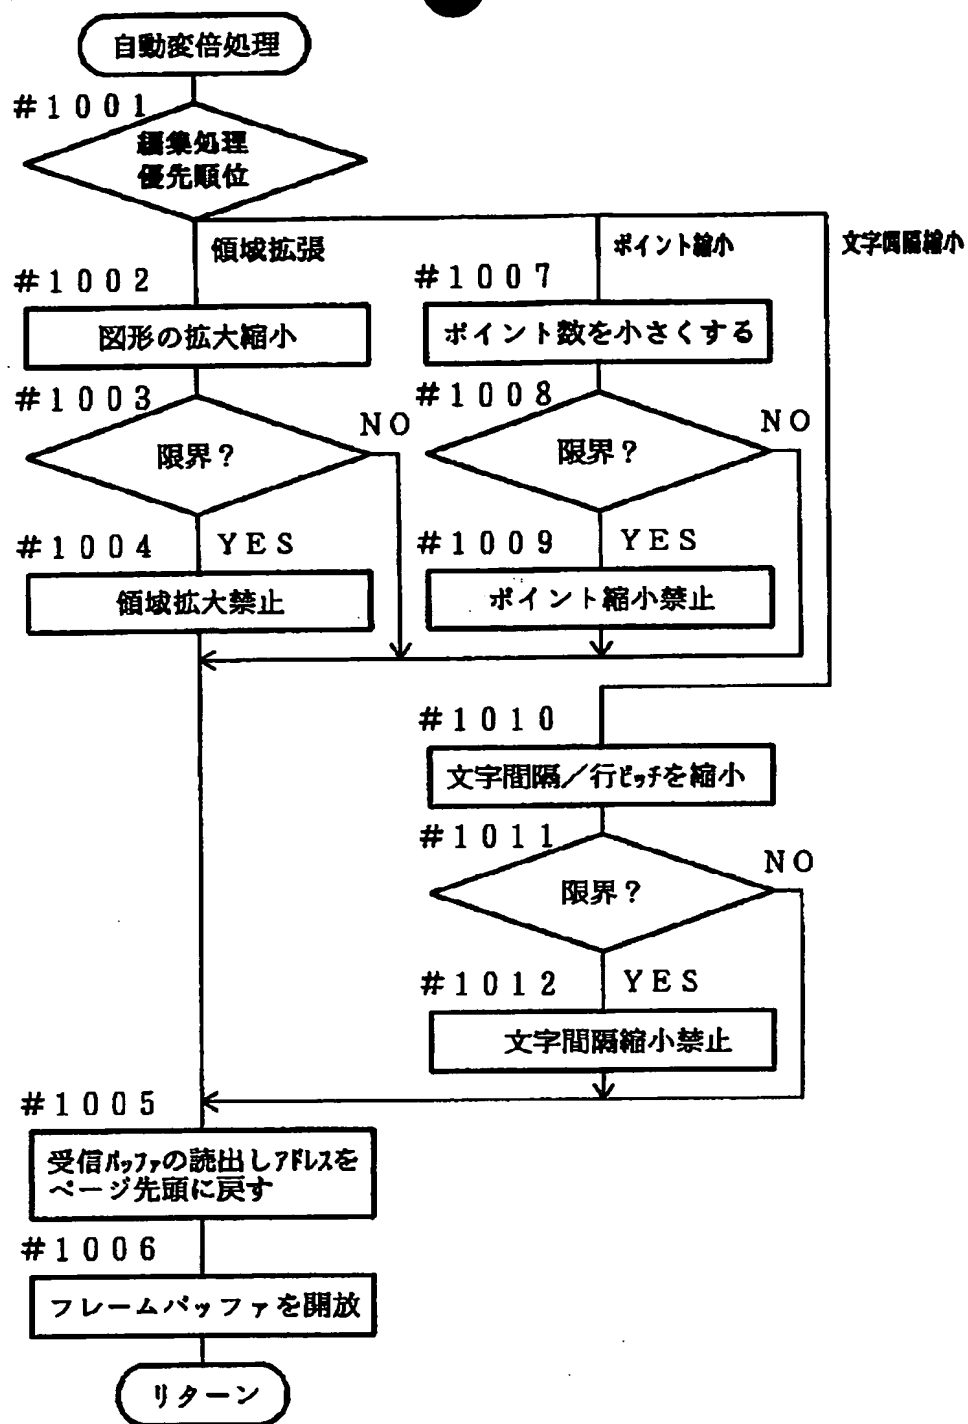 自動変倍処理
#1001
編集処理
優先順位
領域拡張
ポイント縮小
文字間隔縮小
#1002
図形の拡大縮小
#1007
ポイント数を小さくする
#1003
限界?
NO
#1008
限界?
NO
#1004
YES
領域拡大禁止
#1009
YES
ポイント縮小禁止
#1010
文字間隔/行ピッチを縮小
#1011
限界?
NO
#1012
YES
文字間隔縮小禁止
#1005
受信バッファの読出しアドレスを
ページ先頭に戻す
#1006
フレームバッファを開放
リターン